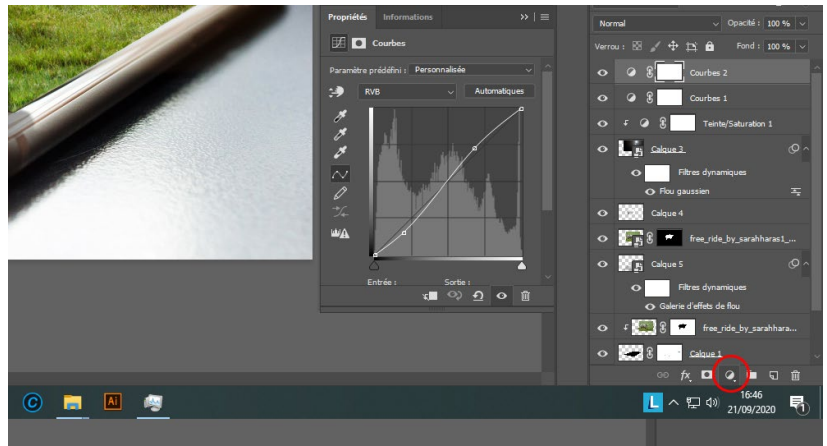 Propriétés Informations
Courbes
Paramètre prédéfini : Personnalisée
RVB Automatiques
Entrée : Sortie :
Normal Opacité : 100 %
Verrou : Fond : 100 %
Courbes 2
Courbes 1
Teinte/Saturation 1
Calque 3
Filtres dynamiques
Flou gaussien
Calque 4
free_ride_by_sarahharas1_...
Calque 5
Filtres dynamiques
Galerie d'effets de flou
free_ride_by_sarahhara...
Calque 1
fx
Ai
L
16:46
21/09/2020
1